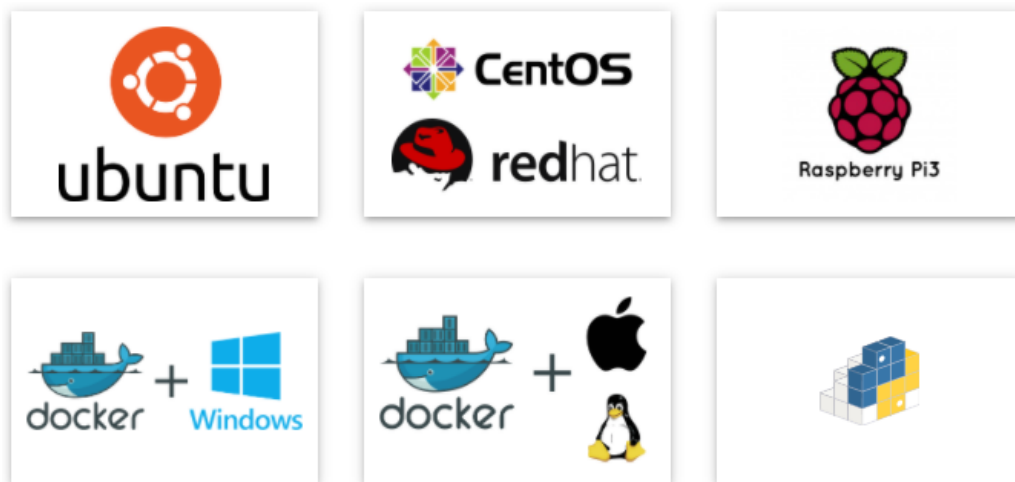 ubuntu
CentOS
redhat.
Raspberry Pi3
docker + Windows
docker +